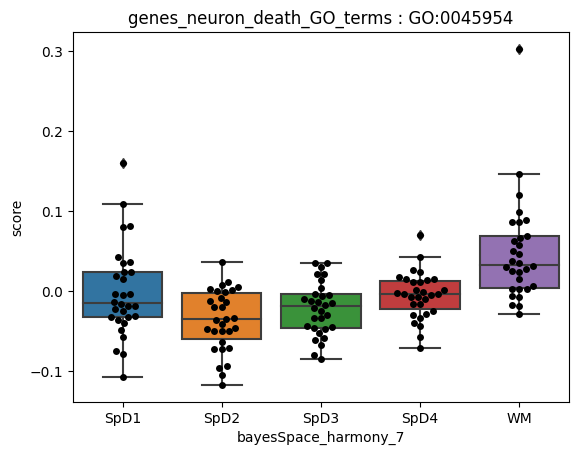 genes_neuron_death_GO_terms : GO:0045954
0.3
0.2
0.1
0.0
−0.1
score
SpD1 SpD2 SpD3 SpD4 WM
bayesSpace_harmony_7